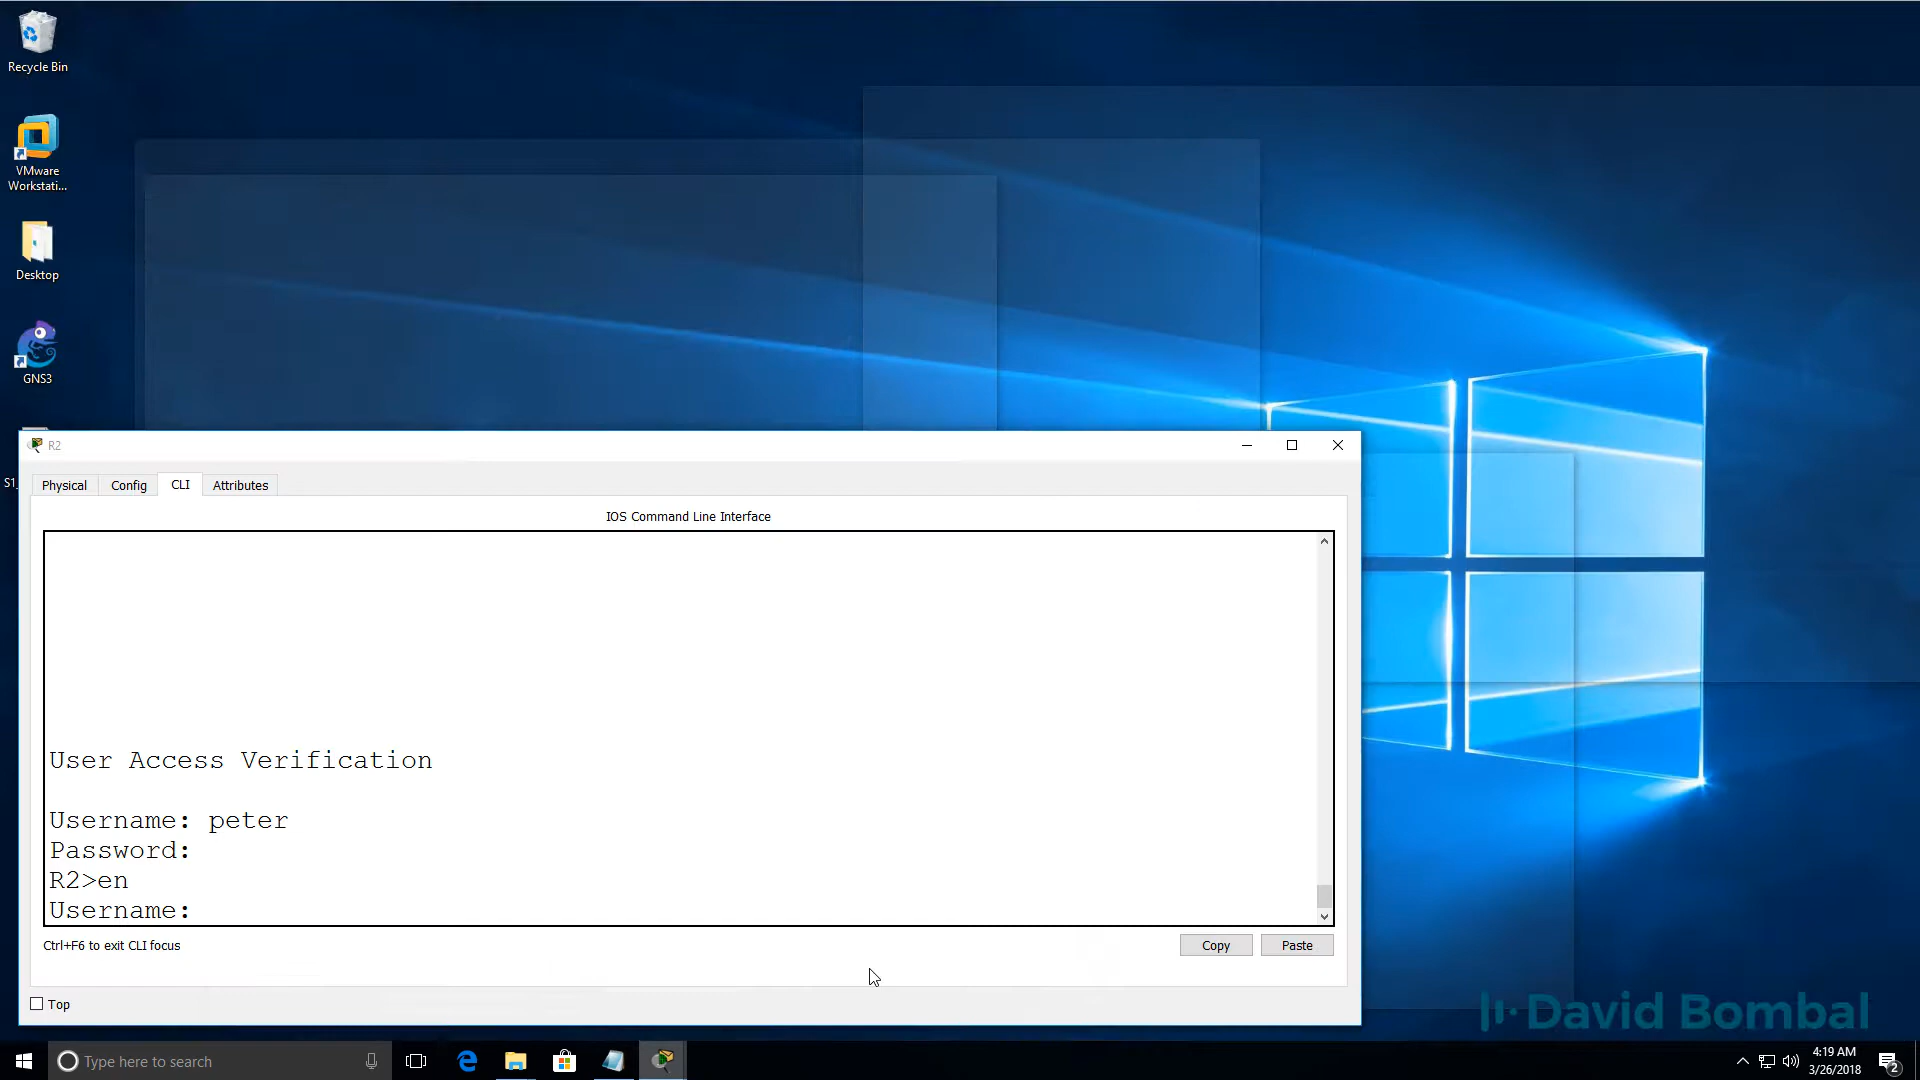 Recycle Bin
VMware
Workstati...
Desktop
GNS3
S1_
R2
Physical
Config
CLI
Attributes
IOS Command Line Interface
User Access Verification
Username: peter
Password:
R2>en
Username:
Ctrl+F6 to exit CLI focus
Copy
Paste
Top
David Bombal
Type here to search
4:19 AM
3/26/2018
2